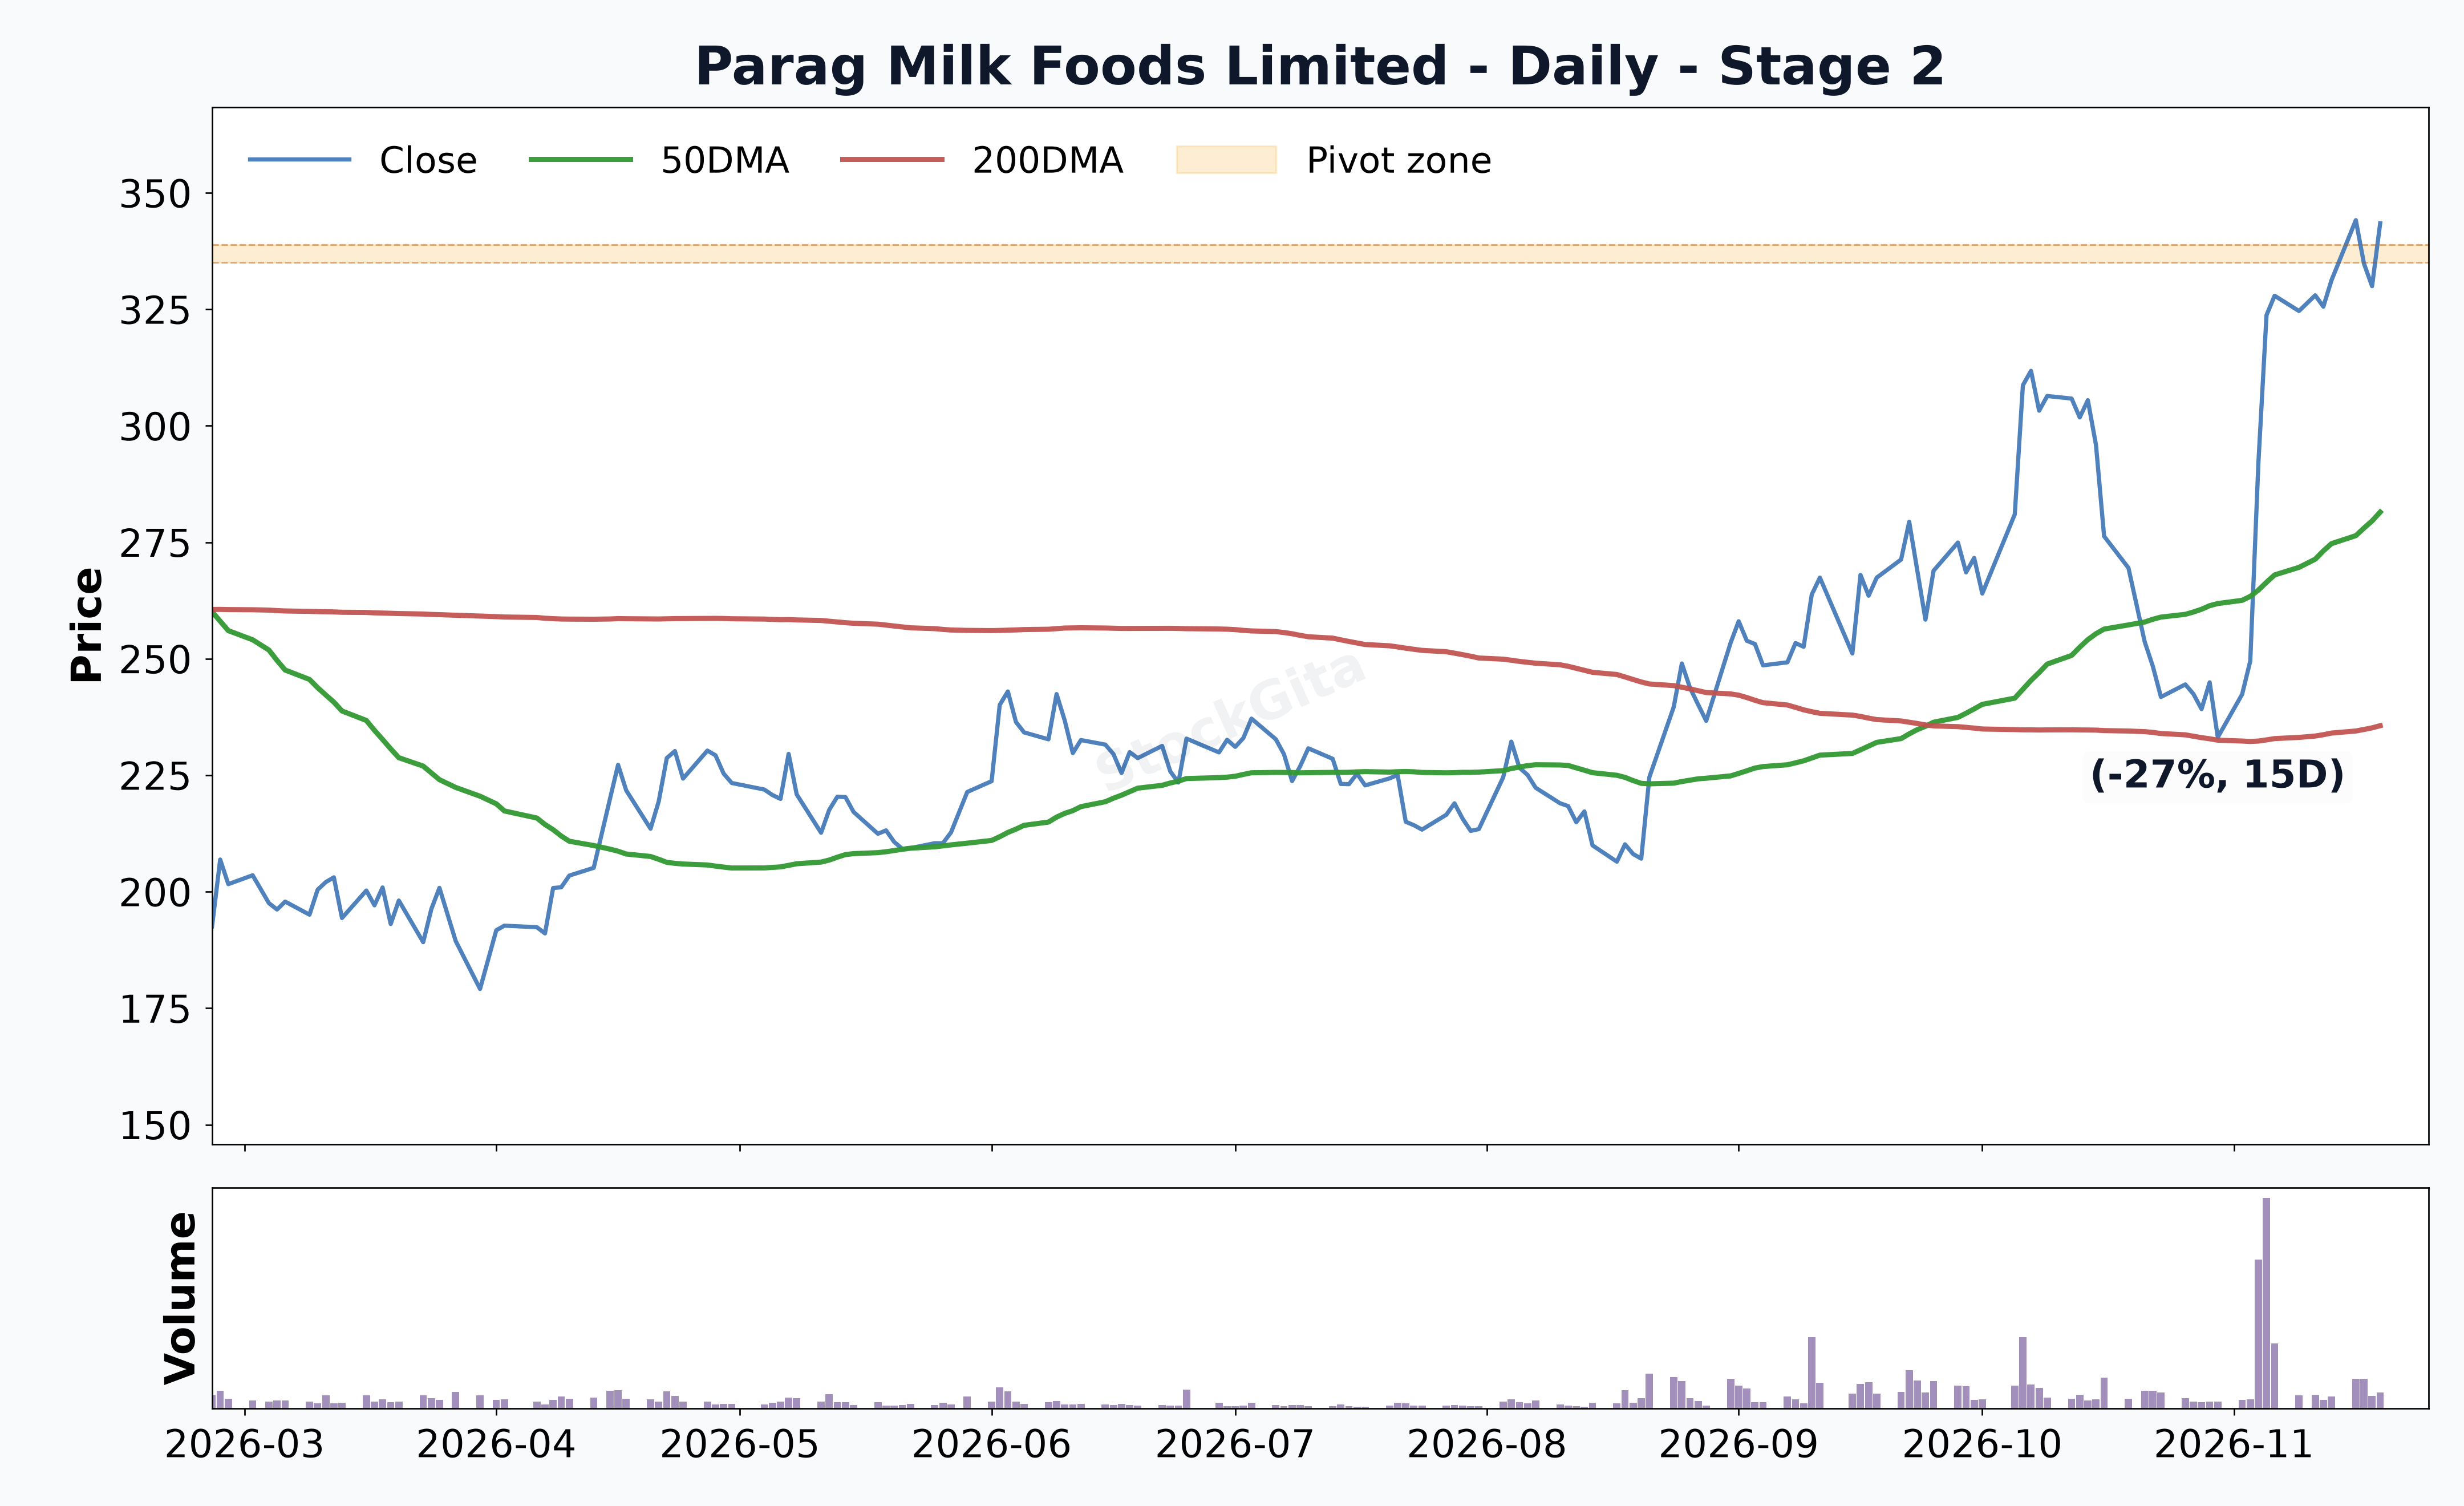 Parag Milk Foods Limited - Daily - Stage 2
Close 50DMA 200DMA Pivot zone
350
325
300
275
250
225
200
175
150
Price
StockGita
(-27%, 15D)
Volume
2026-03 2026-04 2026-05 2026-06 2026-07 2026-08 2026-09 2026-10 2026-11